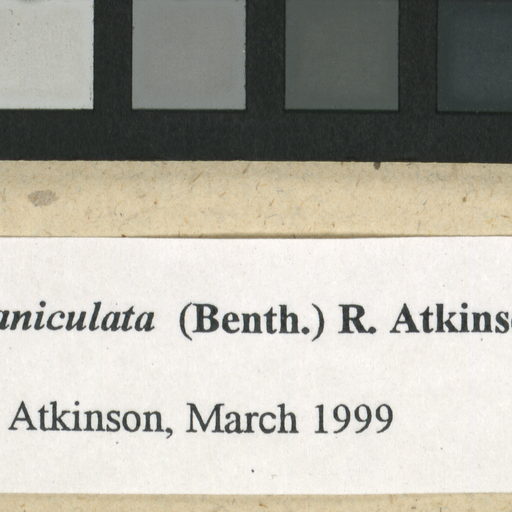 aniculata (Benth.) R. Atkins
Atkinson, March 1999